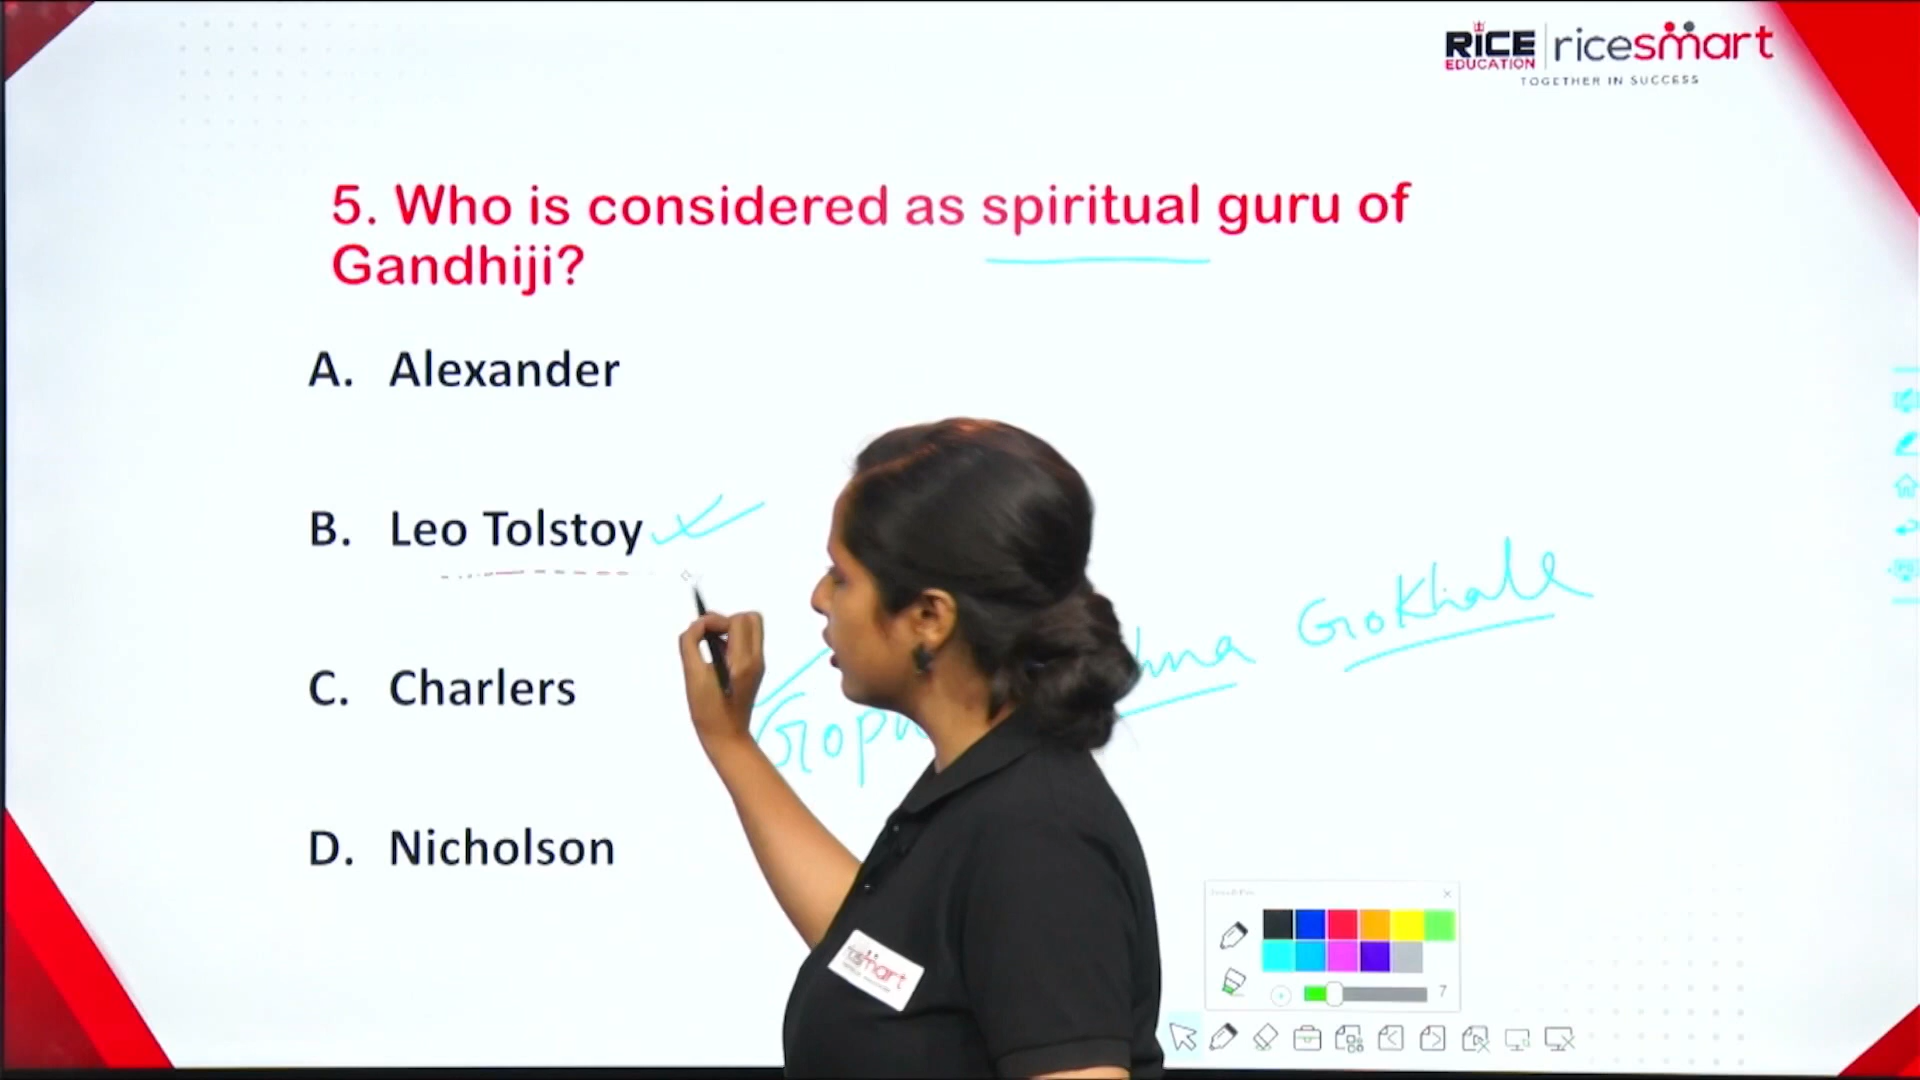 RICE EDUCATION | ricesmart
TOGETHER IN SUCCESS
5. Who is considered as spiritual guru of
Gandhiji?
A. Alexander
B. Leo Tolstoy
GoKhale
C. Charlers
D. Nicholson
7